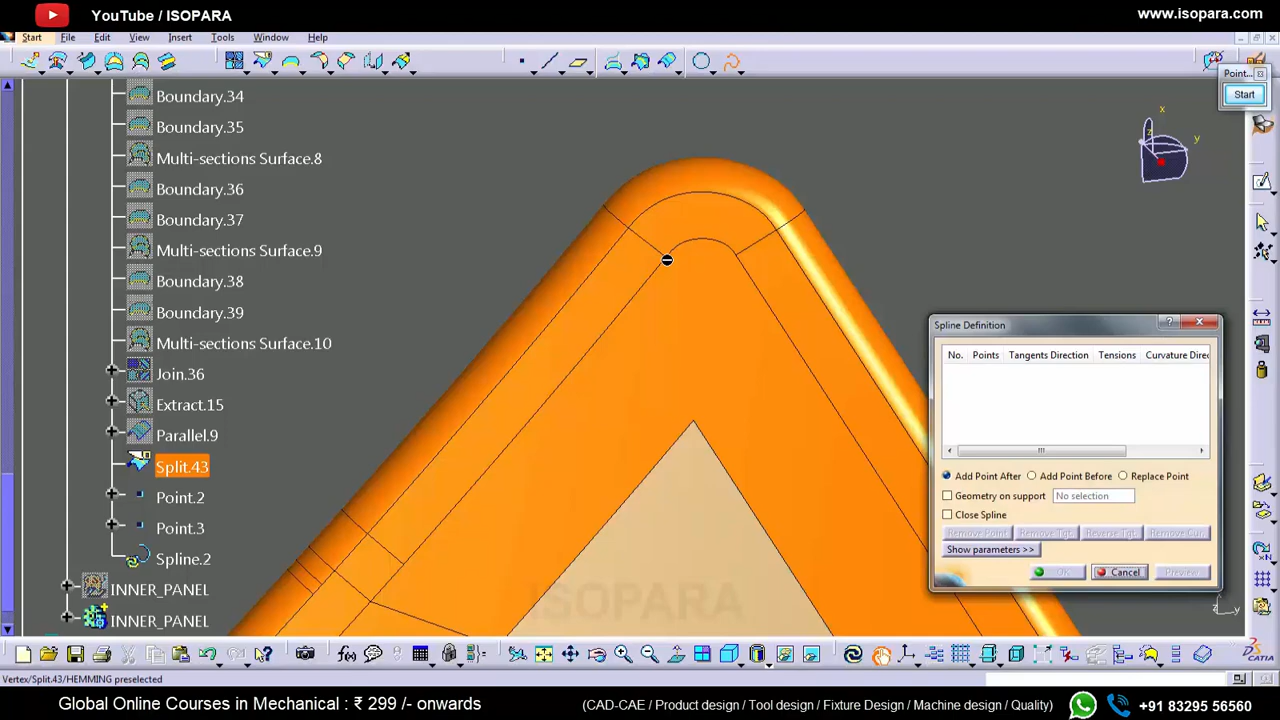 YouTube / ISOPARA
www.isopara.com
Start File Edit View Insert Tools Window Help
Point...
Start
x
y
z
Boundary.34
Boundary.35
Multi-sections Surface.8
Boundary.36
Boundary.37
Multi-sections Surface.9
Boundary.38
Boundary.39
Multi-sections Surface.10
Join.36
Extract.15
Parallel.9
Split.43
Point.2
Point.3
Spline.2
INNER_PANEL
INNER_PANEL
Spline Definition
No. Points Tangents Direction Tensions Curvature Direc
Add Point After Add Point Before Replace Point
Geometry on support No selection
Close Spline
Remove Point Remove Tgt. Reverse Tgt. Remove Cur.
Show parameters >>
OK Cancel Preview
ISOPARA
CATIA
Vertex/Split.43/HEMMING preselected
Global Online Courses in Mechanical : ₹ 299 /- onwards
(CAD-CAE / Product design / Tool design / Fixture Design / Machine design / Quality)
+91 83295 56560